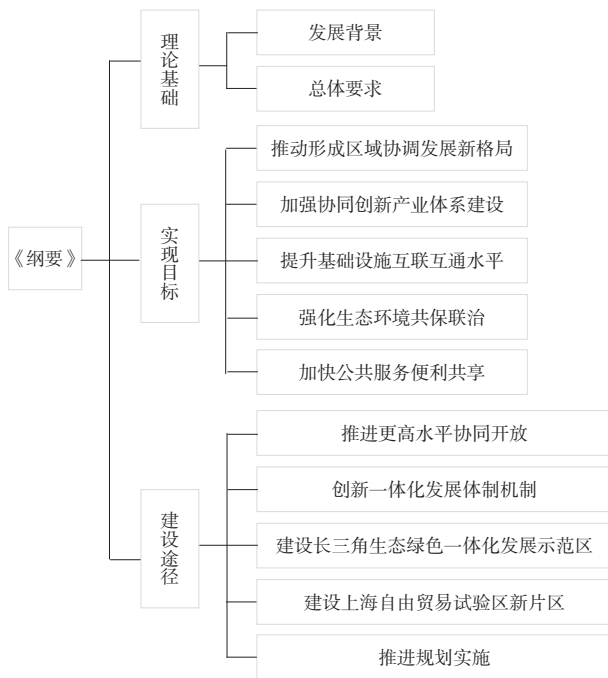 《纲要》
理论基础
发展背景
总体要求
实现目标
推动形成区域协调发展新格局
加强协同创新产业体系建设
提升基础设施互联互通水平
强化生态环境共保联治
加快公共服务便利共享
建设途径
推进更高水平协同开放
创新一体化发展体制机制
建设长三角生态绿色一体化发展示范区
建设上海自由贸易试验区新片区
推进规划实施